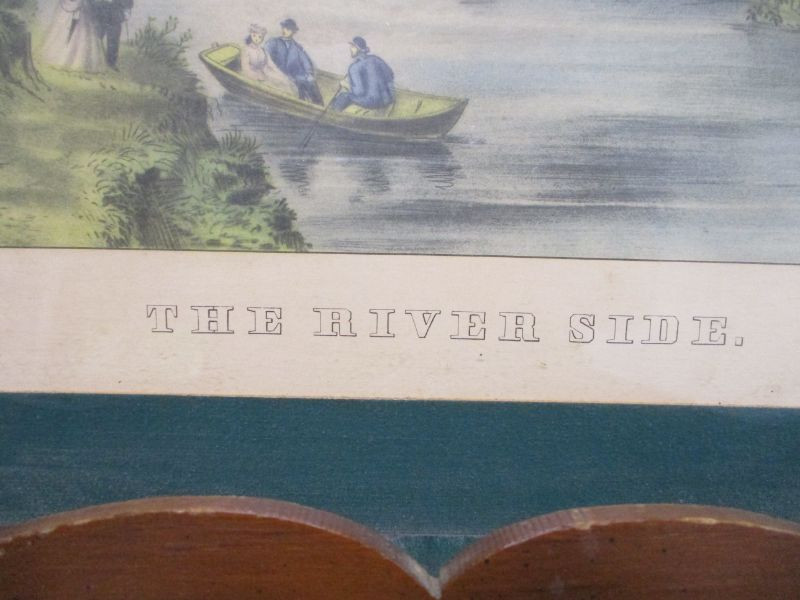 THE RIVER SIDE.